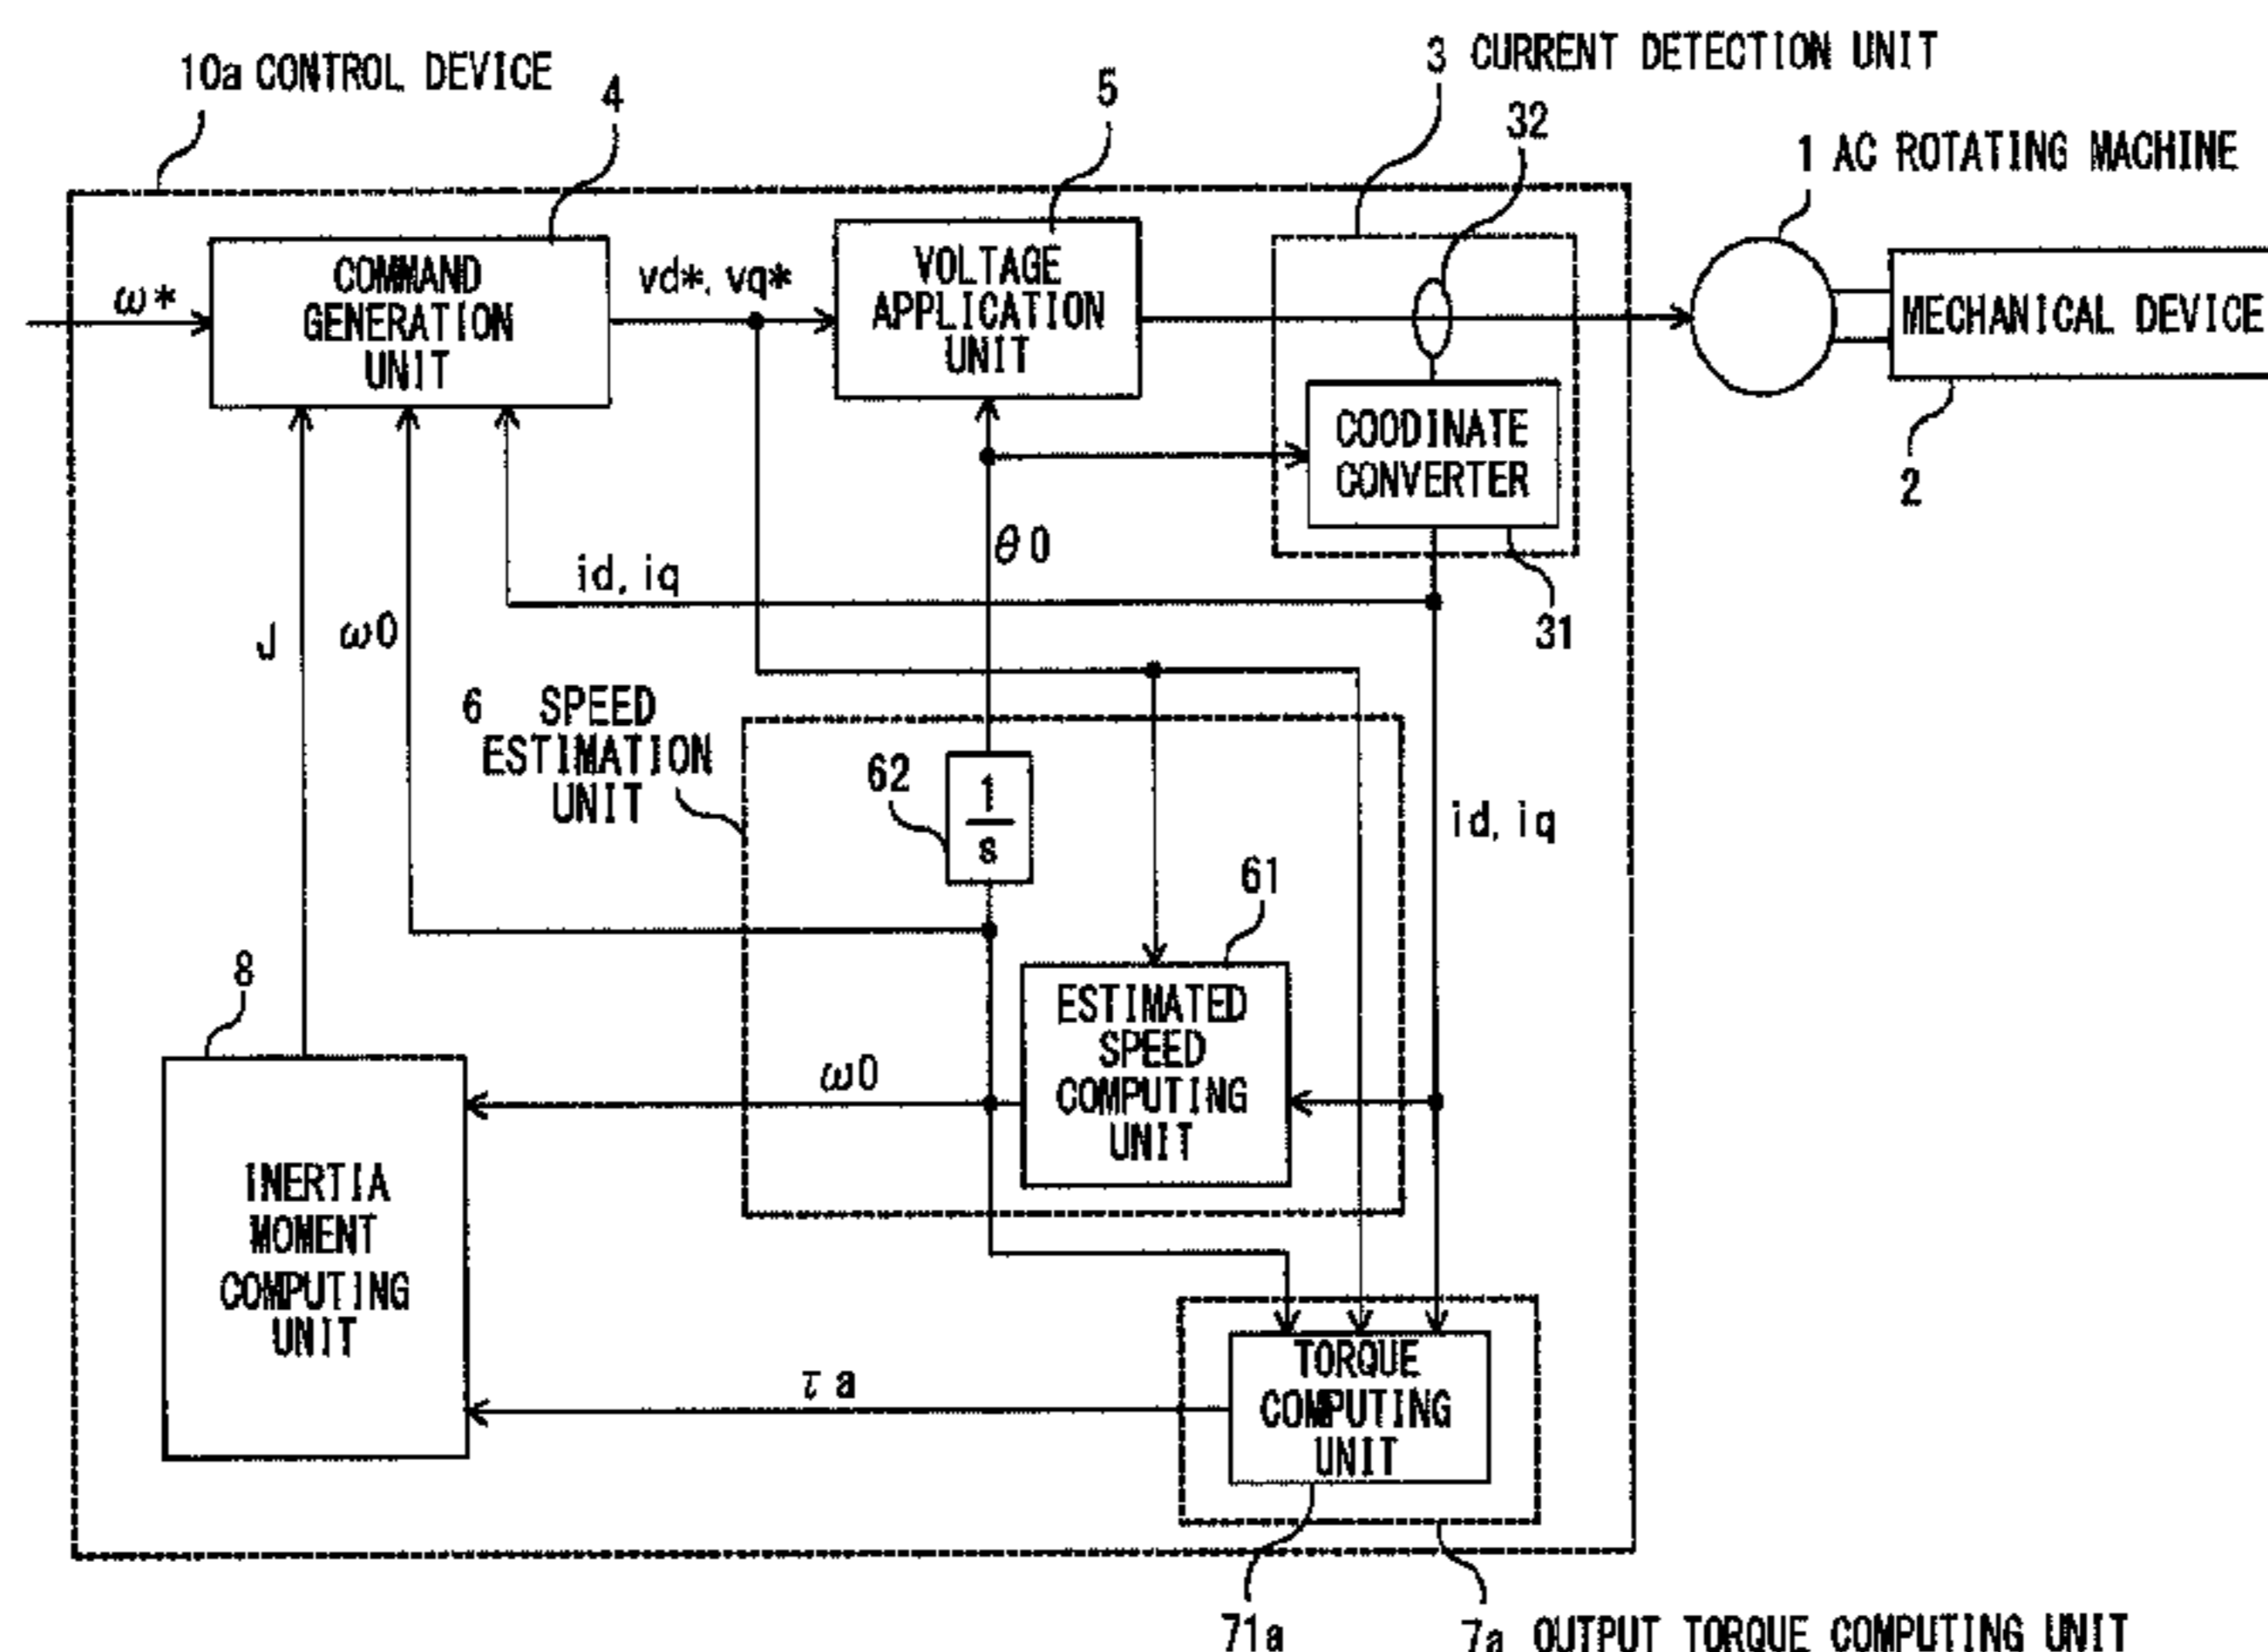 10a CONTROL DEVICE
4
5
3 CURRENT DETECTION UNIT
32
1 AC ROTATING MACHINE
ω*
COMMAND
GENERATION
UNIT
vd*, vq*
VOLTAGE
APPLICATION
UNIT
MECHANICAL DEVICE
2
COODINATE
CONVERTER
31
θ0
id, iq
J
ω0
6 SPEED
ESTIMATION
UNIT
62
1
s
id, iq
61
8
ESTIMATED
SPEED
COMPUTING
UNIT
ω0
INERTIA
MOMENT
COMPUTING
UNIT
τa
TORQUE
COMPUTING
UNIT
71a
7a OUTPUT TORQUE COMPUTING UNIT